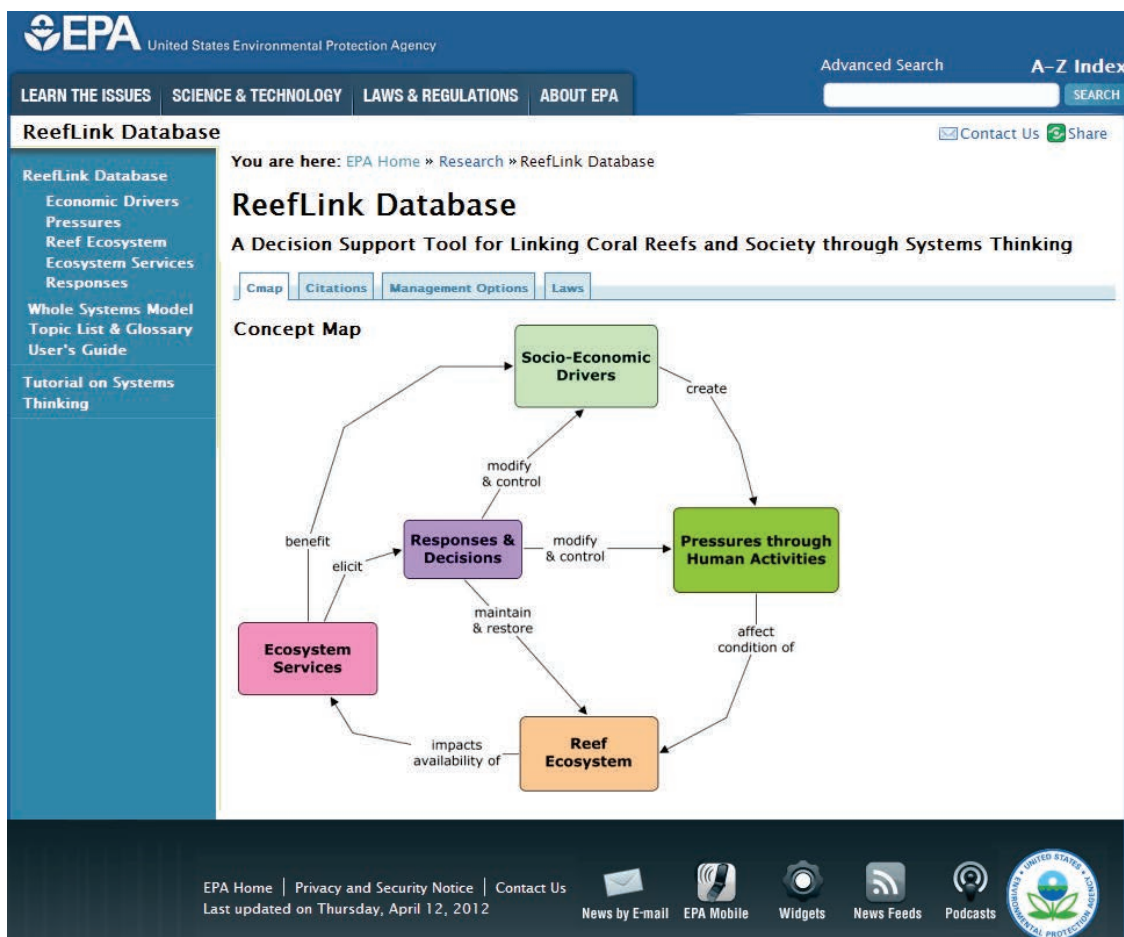 EPA United States Environmental Protection Agency
Advanced Search A-Z Index
LEARN THE ISSUES SCIENCE & TECHNOLOGY LAWS & REGULATIONS ABOUT EPA SEARCH
ReefLink Database
Contact Us Share
You are here: EPA Home » Research » ReefLink Database
ReefLink Database
Economic Drivers
Pressures
Reef Ecosystem
Ecosystem Services
Responses
Whole Systems Model
Topic List & Glossary
User's Guide
Tutorial on Systems
Thinking
ReefLink Database
A Decision Support Tool for Linking Coral Reefs and Society through Systems Thinking
Cmap Citations Management Options Laws
Concept Map
Socio-Economic
Drivers
create
modify
& control
benefit
elicit
Responses &
Decisions
modify
& control
Pressures through
Human Activities
maintain
& restore
affect
condition of
Ecosystem
Services
impacts
availability of
Reef
Ecosystem
EPA Home | Privacy and Security Notice | Contact Us
Last updated on Thursday, April 12, 2012
News by E-mail EPA Mobile Widgets News Feeds Podcasts
UNITED STATES
ENVIRONMENTAL PROTECTION AGENCY